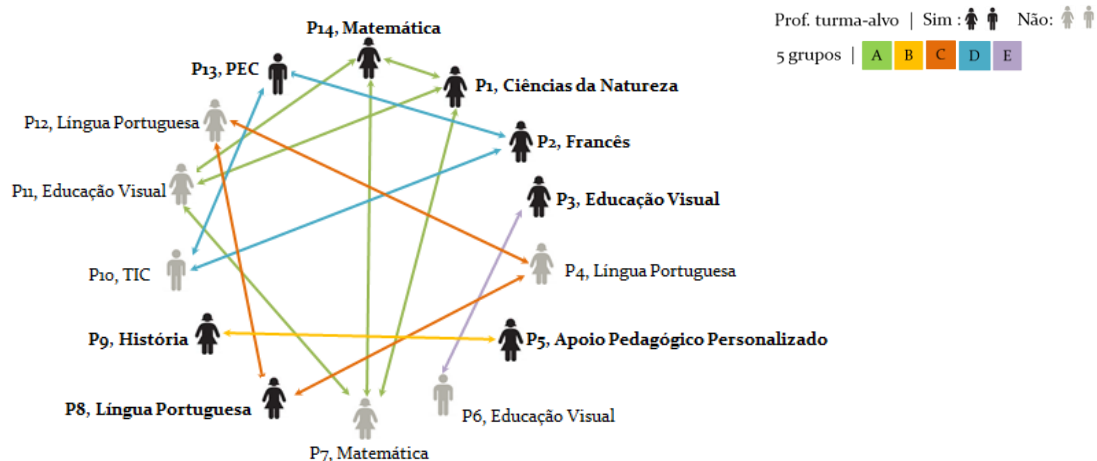 Prof. turma-alvo | Sim : Não:
5 grupos | A B C D E
P14, Matemática
P13, PEC
P1, Ciências da Natureza
P12, Língua Portuguesa
P2, Francês
P11, Educação Visual
P3, Educação Visual
P10, TIC
P4, Língua Portuguesa
P9, História
P5, Apoio Pedagógico Personalizado
P8, Língua Portuguesa
P6, Educação Visual
P7, Matemática